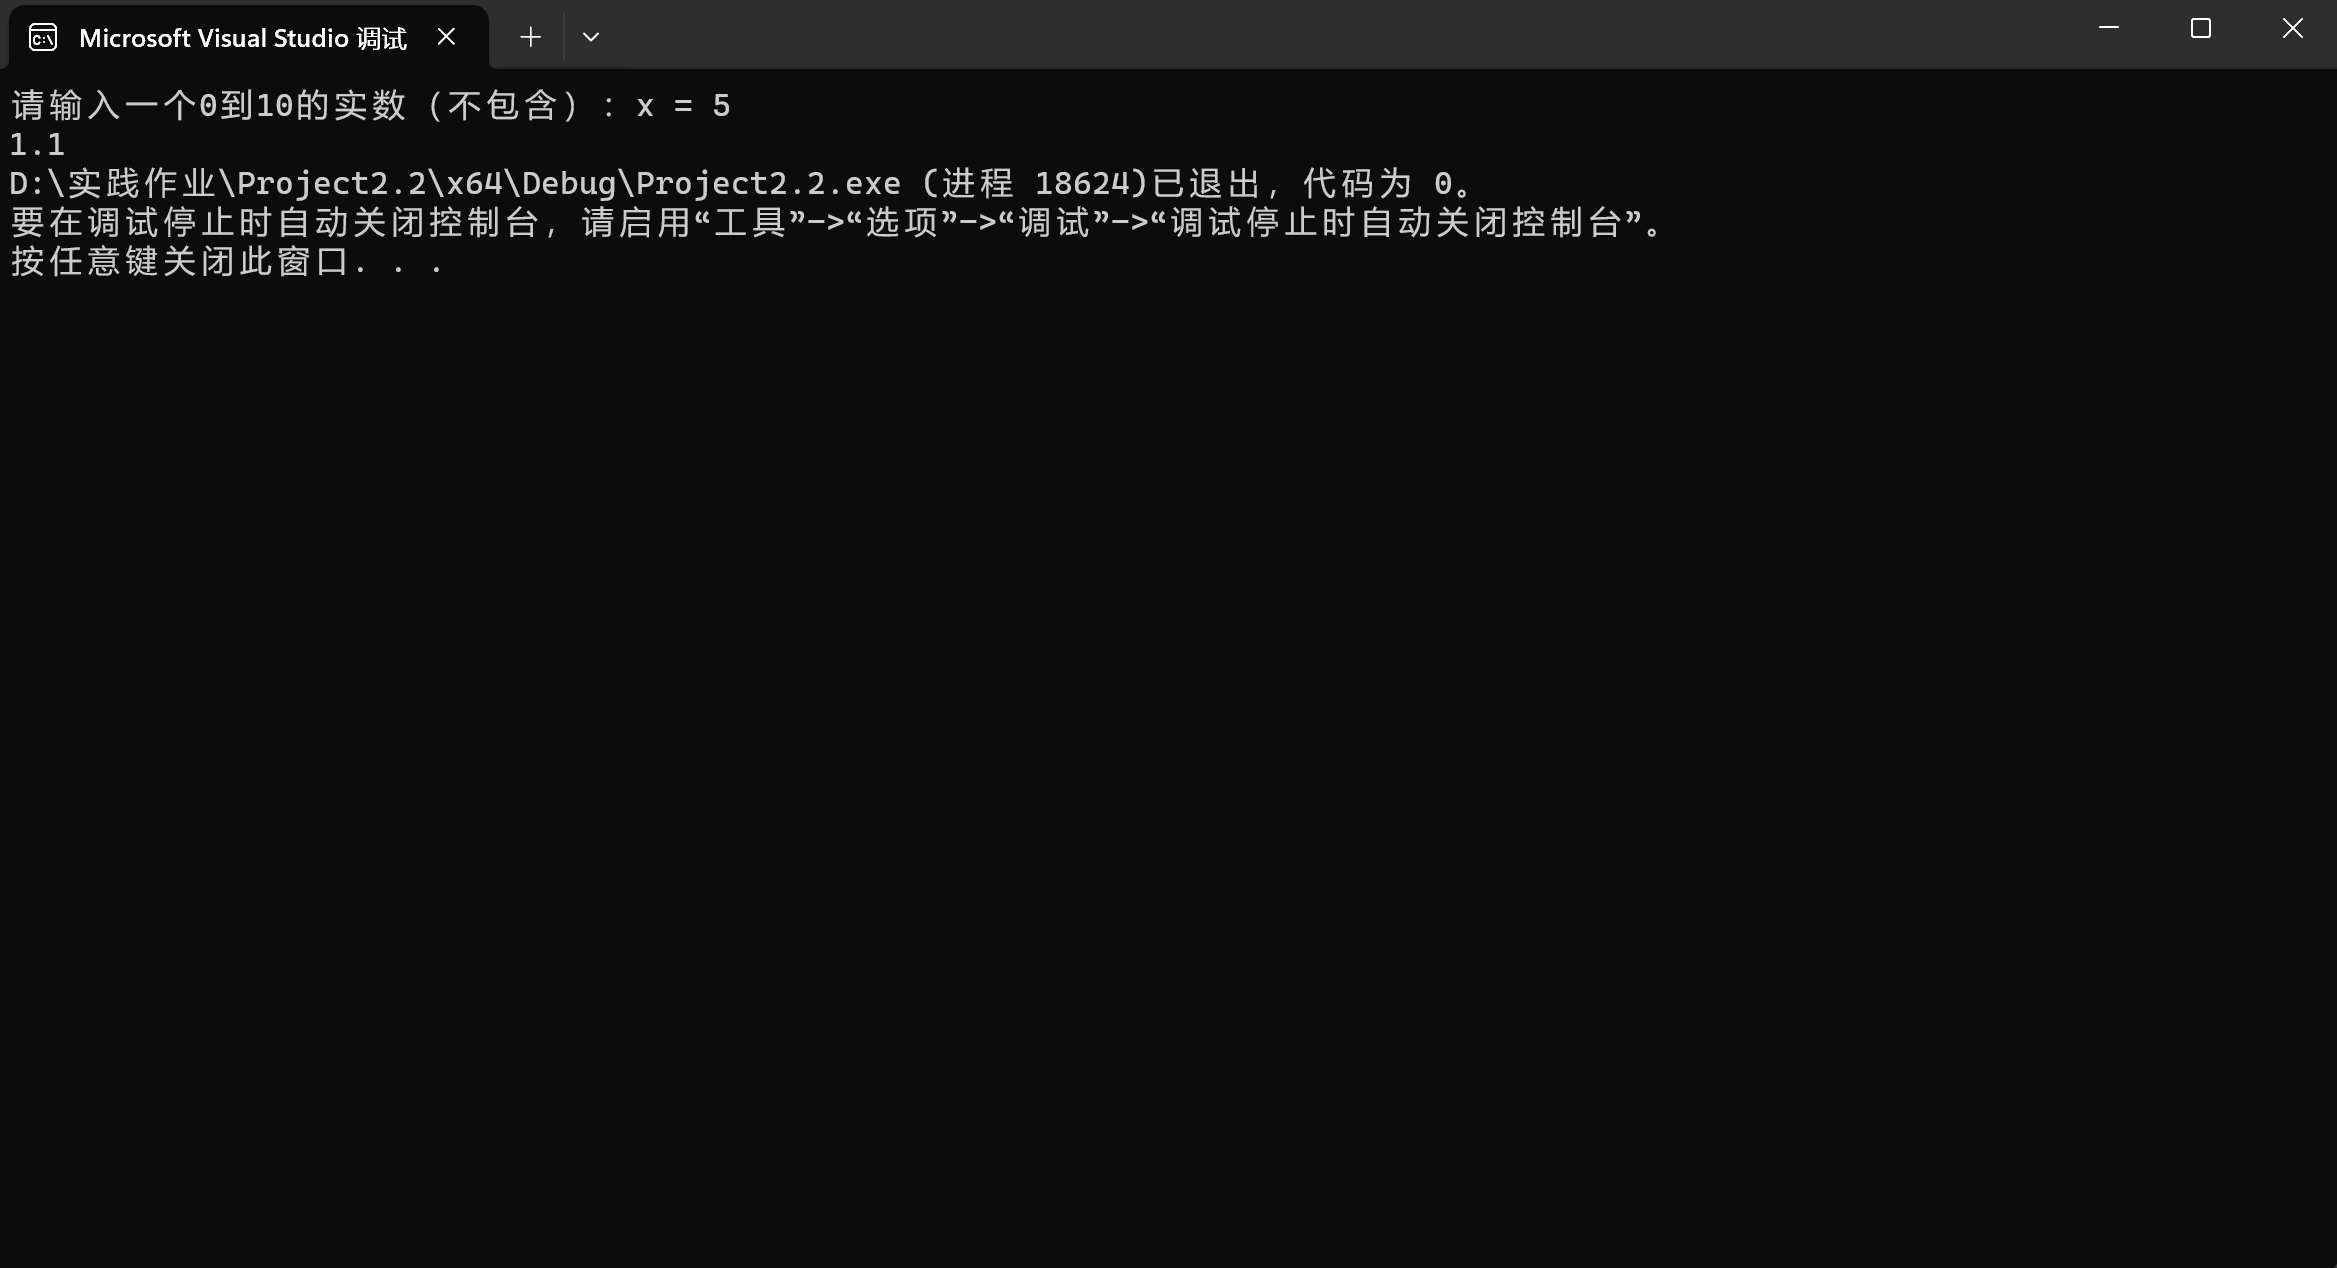 Microsoft Visual Studio 调试
请输入一个0到10的实数（不包含）：x = 5
1.1
D:\实践作业\Project2.2\x64\Debug\Project2.2.exe (进程 18624)已退出，代码为 0。
要在调试停止时自动关闭控制台，请启用“工具”->“选项”->“调试”->“调试停止时自动关闭控制台”。
按任意键关闭此窗口. . .